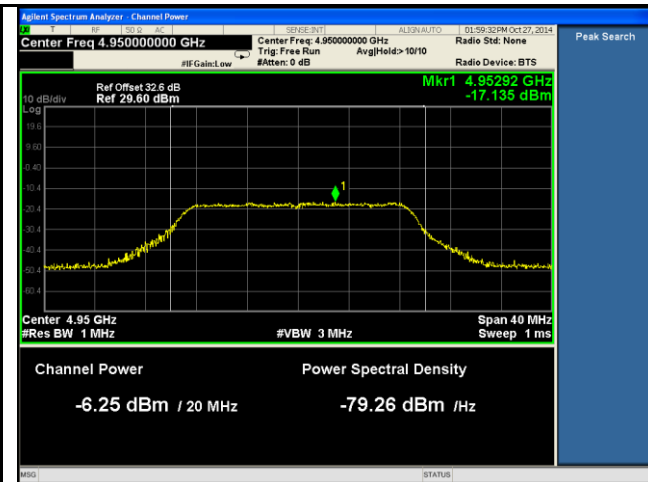 Agilent Spectrum Analyzer - Channel Power
T RF 50 Ω AC SENSE:INT ALIGN AUTO 01:59:32 PM Oct 27, 2014
Center Freq 4.950000000 GHz Center Freq: 4.950000000 GHz Radio Std: None
Trig: Free Run Avg|Hold:> 10/10
#IFGain:Low #Atten: 0 dB Radio Device: BTS
Peak Search
Mkr1 4.95292 GHz
-17.135 dBm
Ref Offset 32.6 dB
10 dB/div Ref 29.60 dBm
Log
19.6
9.60
-0.40
-10.4
1
-20.4
-30.4
-40.4
-50.4
-60.4
Center 4.95 GHz Span 40 MHz
#Res BW 1 MHz #VBW 3 MHz Sweep 1 ms
Channel Power Power Spectral Density
-6.25 dBm / 20 MHz -79.26 dBm /Hz
MSG STATUS